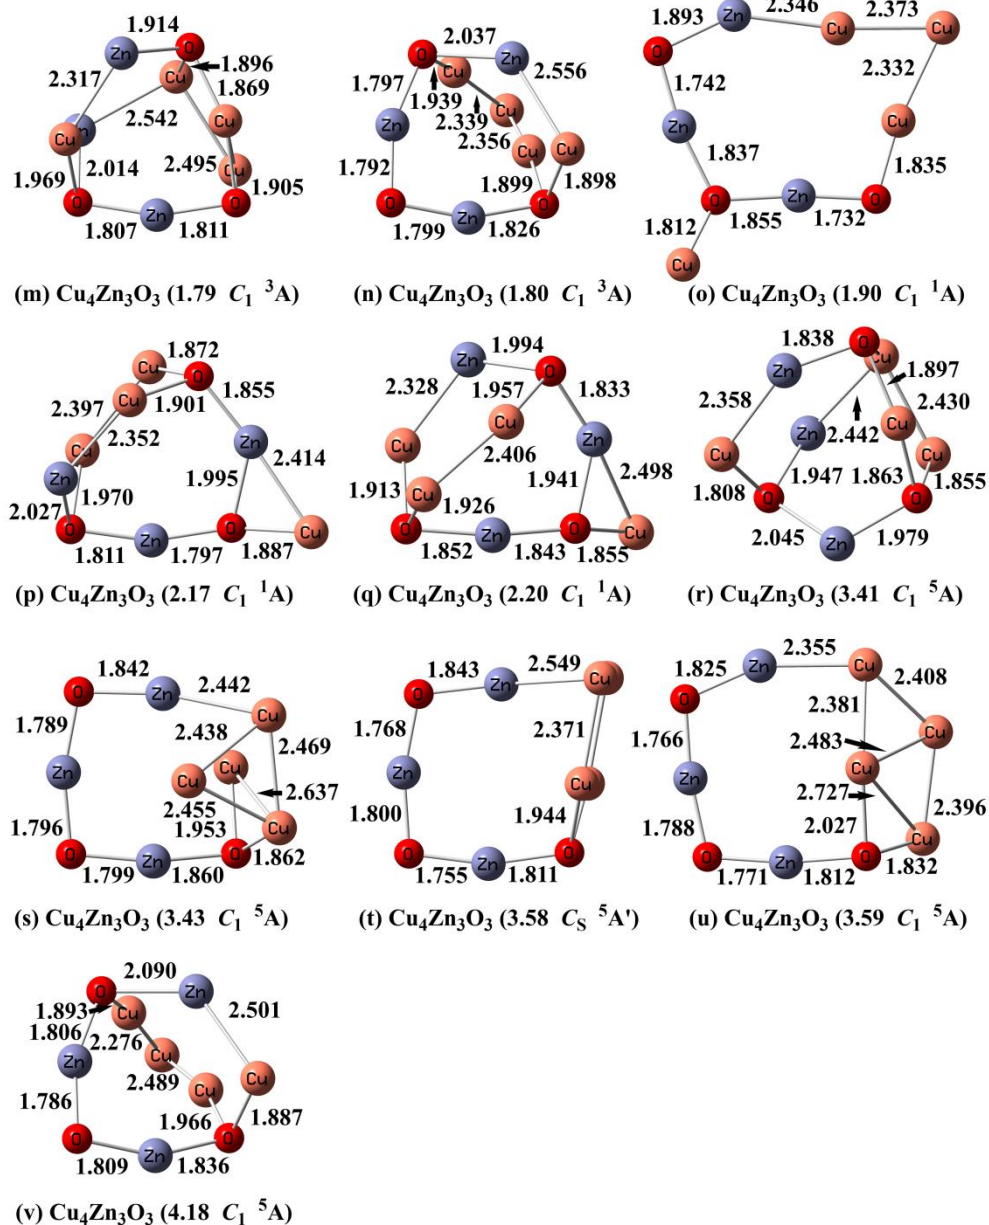 1.914
Zn O
1.896
2.317 Cu 1.869
2.542 Cu
Zn
Cu
2.014 2.495 Cu
1.969 1.905
O Zn O
1.807 1.811
(m) Cu₄Zn₃O₃ (1.79 C₁ ³A)
2.037
O Zn
Cu 2.556
1.797 1.939
Cu
Zn 2.339
2.356 Cu Cu
1.792 1.899 1.898
O Zn O
1.799 1.826
(n) Cu₄Zn₃O₃ (1.80 C₁ ³A)
1.893 Zn 2.346 Cu 2.373 Cu
O
1.742 2.332
Zn Cu
1.837 1.835
O Zn O
1.812 1.855 1.732
Cu
(o) Cu₄Zn₃O₃ (1.90 C₁ ¹A)
1.872
Cu O
1.855
Cu 1.901
2.397
2.352 Zn
Cu
Zn 2.414
1.970 1.995
2.027
O Zn O Cu
1.811 1.797 1.887
(p) Cu₄Zn₃O₃ (2.17 C₁ ¹A)
1.994
Zn O
2.328 1.957 1.833
Cu
Cu 2.406 Zn
1.941 2.498
1.913 Cu 1.926
O Zn O Cu
1.852 1.843 1.855
(q) Cu₄Zn₃O₃ (2.20 C₁ ¹A)
1.838 O Cu
Zn 1.897
2.358 2.430
Zn Cu
2.442
Cu Cu
1.947 1.863
1.808 O O 1.855
2.045 Zn 1.979
(r) Cu₄Zn₃O₃ (3.41 C₁ ⁵A)
1.842
O Zn 2.442
Cu
1.789 2.438
2.469
Zn Cu Cu
2.637
2.455
1.796 1.953 Cu
O Zn O 1.862
1.799 1.860
(s) Cu₄Zn₃O₃ (3.43 C₁ ⁵A)
1.843 2.549
O Zn Cu
1.768 2.371
Zn Cu
1.800 1.944
O Zn O
1.755 1.811
(t) Cu₄Zn₃O₃ (3.58 C_S ⁵A')
2.355
1.825 Zn Cu
2.408
O 2.381
Cu
1.766 2.483
Zn Cu
2.727
2.396
1.788 2.027
Cu
O Zn O 1.832
1.771 1.812
(u) Cu₄Zn₃O₃ (3.59 C₁ ⁵A)
2.090
O Zn
1.893 2.501
Cu
1.806
2.276
Zn Cu
2.489 Cu Cu
1.786 1.887
1.966
O Zn O
1.809 1.836
(v) Cu₄Zn₃O₃ (4.18 C₁ ⁵A)